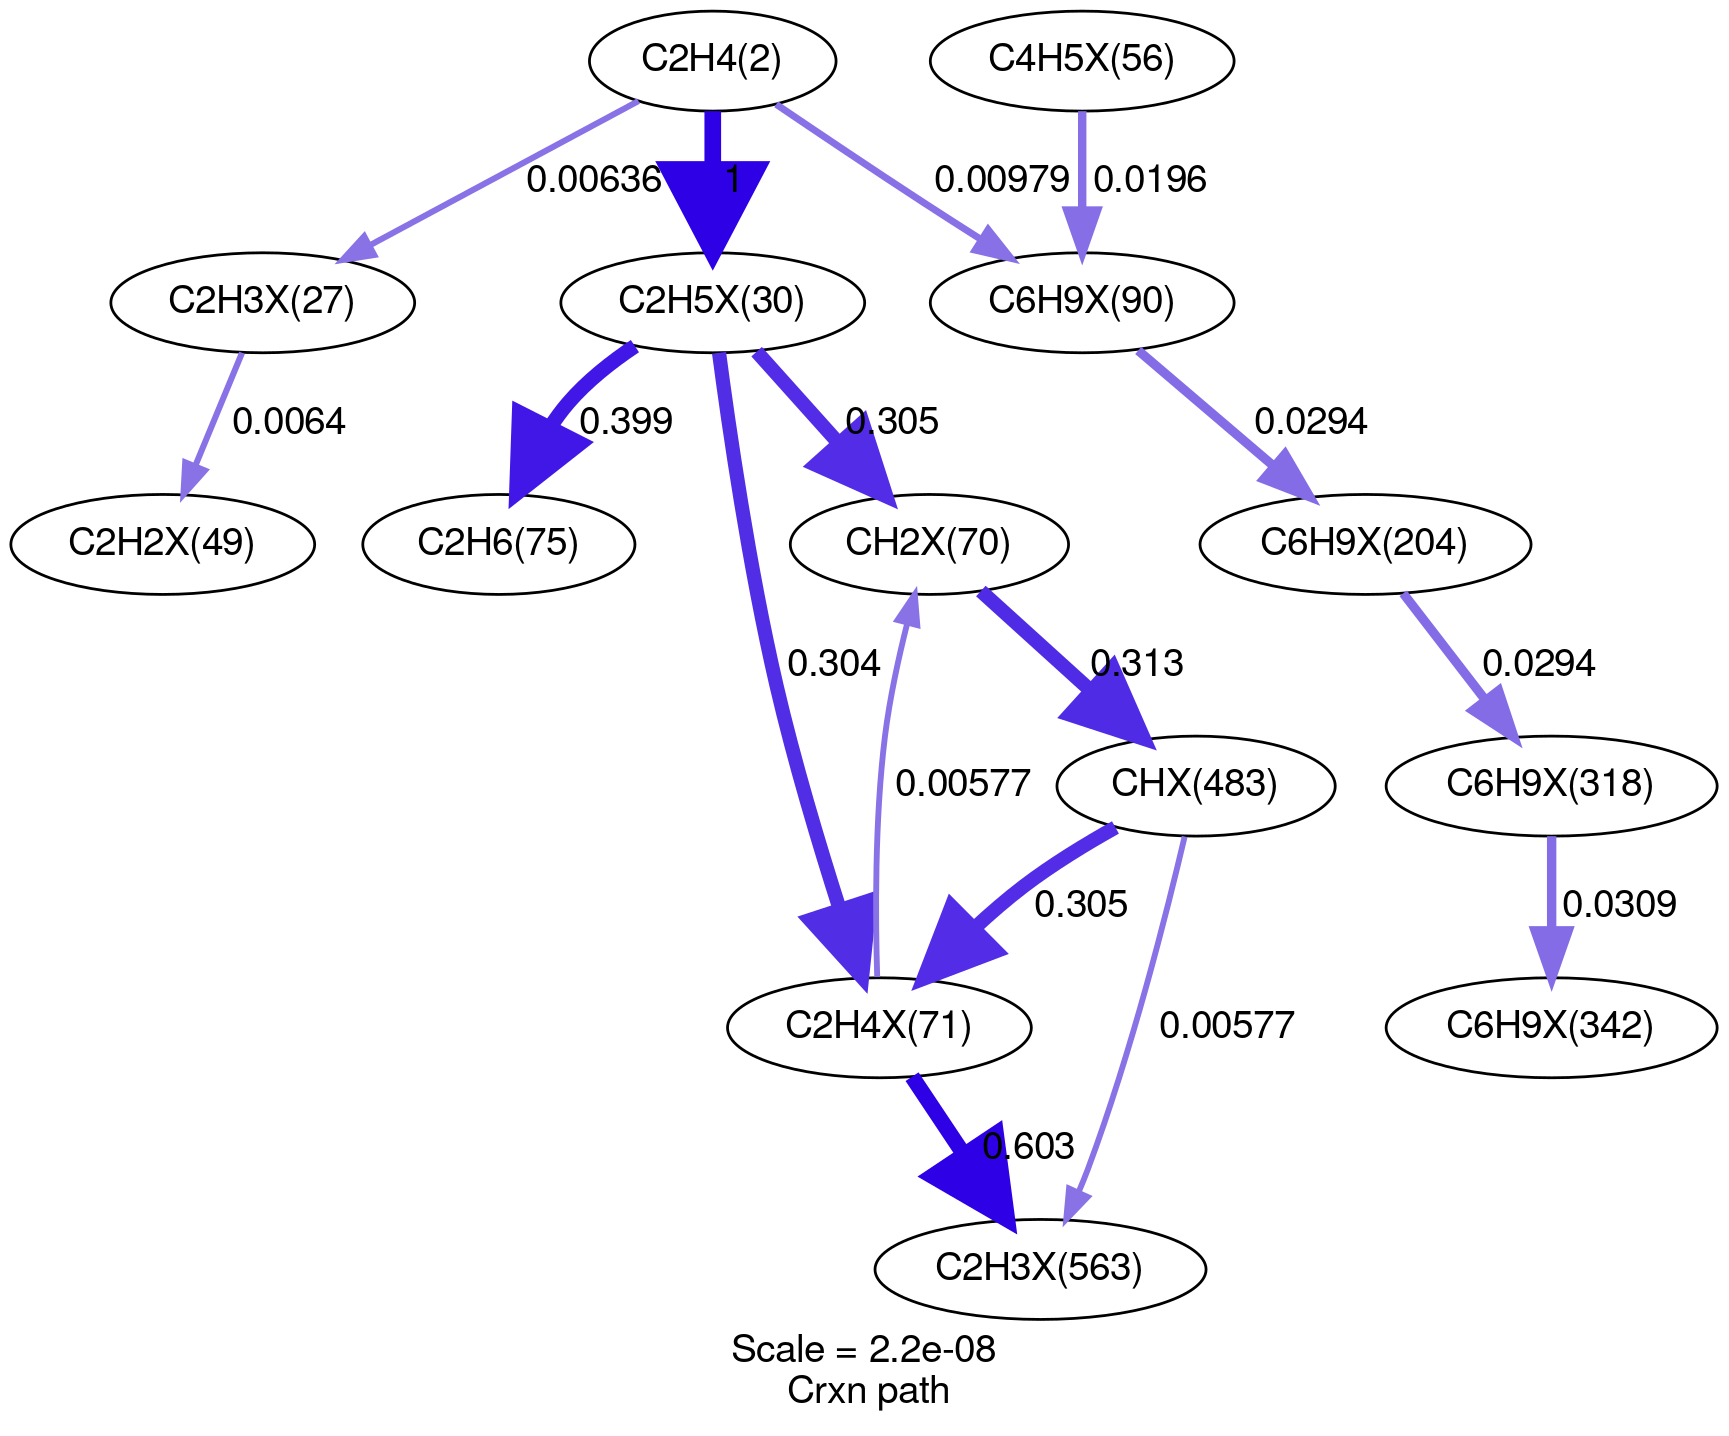 C2H4(2)
C4H5X(56)
0.00636
1
0.00979
0.0196
C2H3X(27)
C2H5X(30)
C6H9X(90)
0.0064
0.399
0.305
0.0294
C2H2X(49)
C2H6(75)
CH2X(70)
C6H9X(204)
0.304
0.313
0.0294
0.00577
CHX(483)
C6H9X(318)
0.305
0.0309
C2H4X(71)
0.00577
C6H9X(342)
0.603
C2H3X(563)
Scale = 2.2e-08
Crxn path